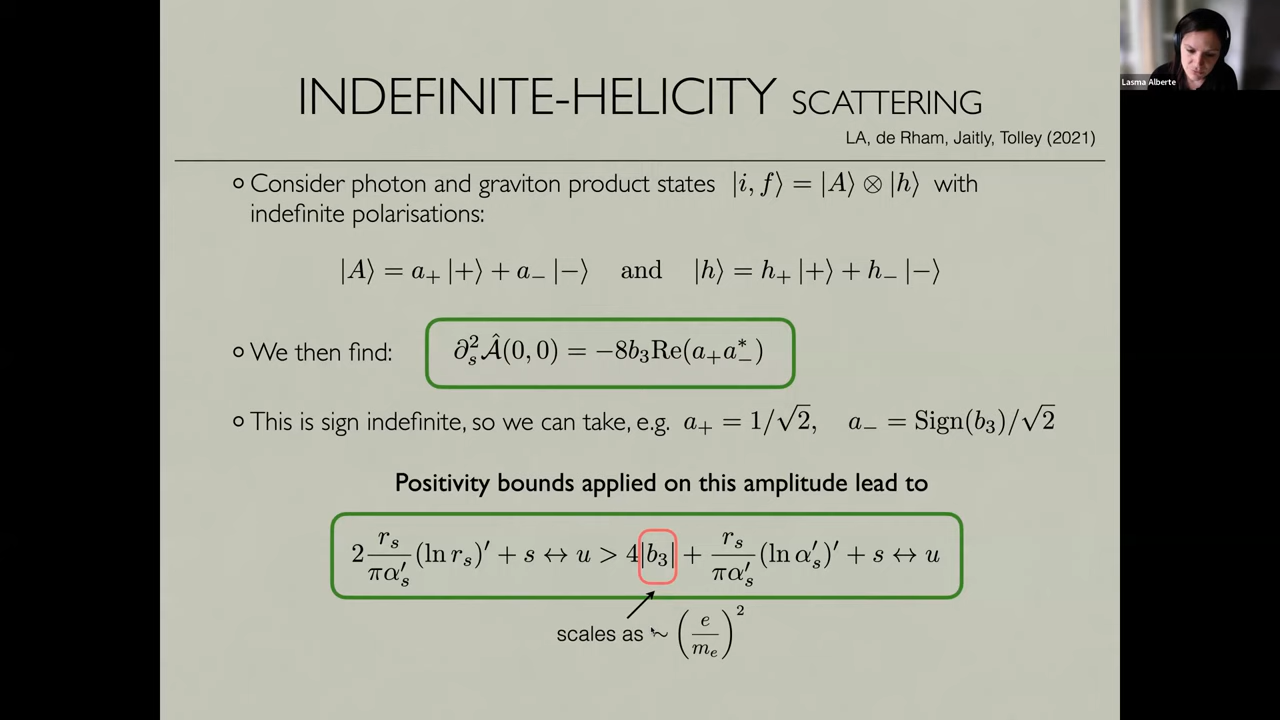 INDEFINITE-HELICITY SCATTERING
Lasma Alberte
LA, de Rham, Jaitly, Tolley (2021)
Consider photon and graviton product states |i, f⟩ = |A⟩ ⊗ |h⟩ with
indefinite polarisations:
|A⟩ = a₊ |+⟩ + a₋ |−⟩ and |h⟩ = h₊ |+⟩ + h₋ |−⟩
We then find: ∂ₛ² Â(0, 0) = −8b₃Re(a₊a₋*)
This is sign indefinite, so we can take, e.g. a₊ = 1/√2, a₋ = Sign(b₃)/√2
Positivity bounds applied on this amplitude lead to
2 rₛ/(πα′ₛ) (ln rₛ)′ + s ↔ u > 4|b₃| + rₛ/(πα′ₛ) (ln α′ₛ)′ + s ↔ u
scales as ~ (e/mₑ)²